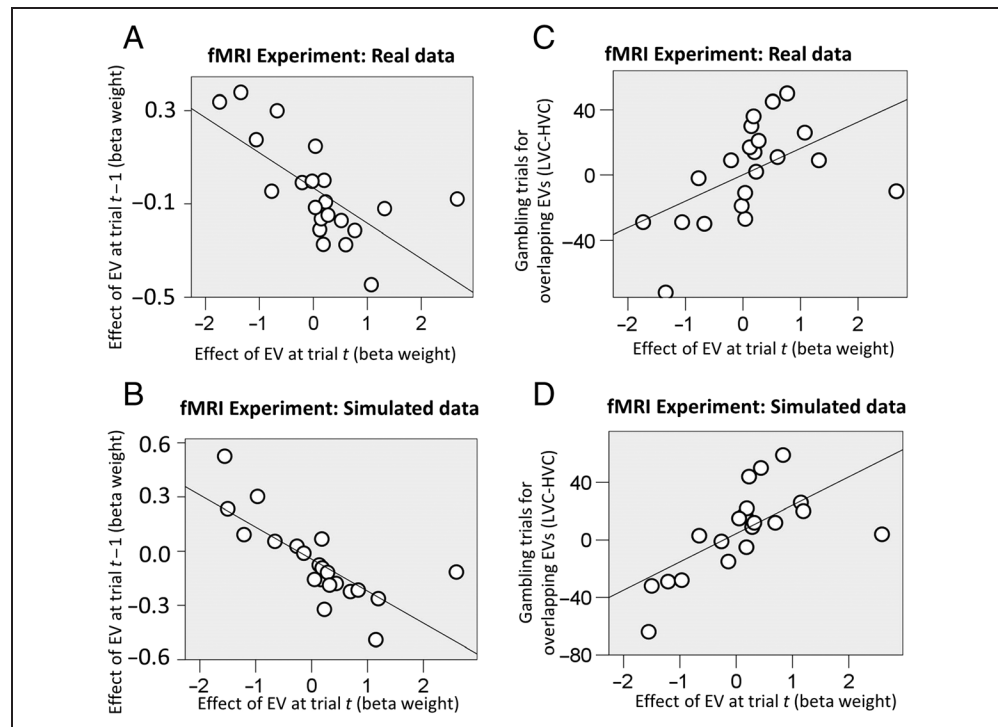 A
fMRI Experiment: Real data
Effect of EV at trial t−1 (beta weight)
0.3
−0.1
−0.5
−2 −1 0 1 2
Effect of EV at trial t (beta weight)
C
fMRI Experiment: Real data
Gambling trials for
overlapping EVs (LVC-HVC)
40
0
−40
−2 −1 0 1 2
Effect of EV at trial t (beta weight)
B
fMRI Experiment: Simulated data
Effect of EV at trial t−1 (beta weight)
0.6
0.3
0.0
−0.3
−0.6
−2 −1 0 1 2
Effect of EV at trial t (beta weight)
D
fMRI Experiment: Simulated data
Gambling trials for
overlapping EVs (LVC-HVC)
40
0
−40
−80
−2 −1 0 1 2
Effect of EV at trial t (beta weight)